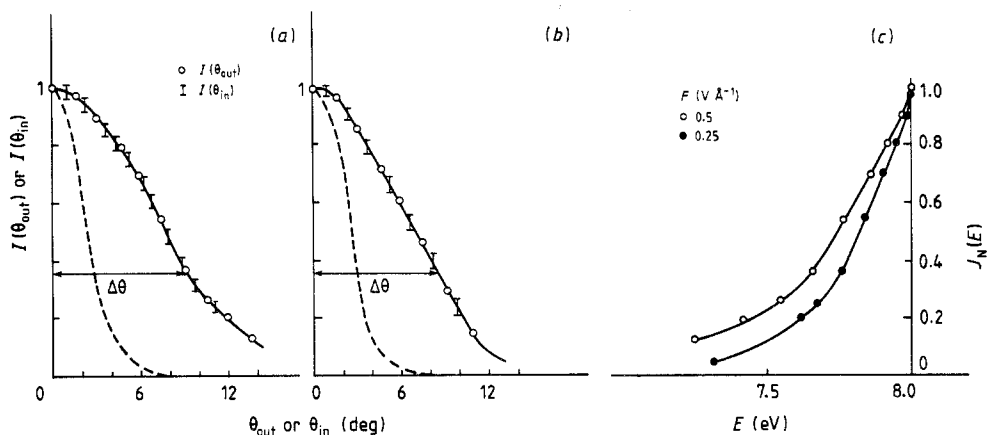 (a)
I(θout)
I(θin)
I(θout) or I(θin)
1
Δθ
0 6 12
(b)
Δθ
0 6 12
θout or θin (deg)
(c)
F (V Å⁻¹)
0.5
0.25
1.0
0.8
0.6
0.4
0.2
0
J_N(E)
7.5 8.0
E (eV)